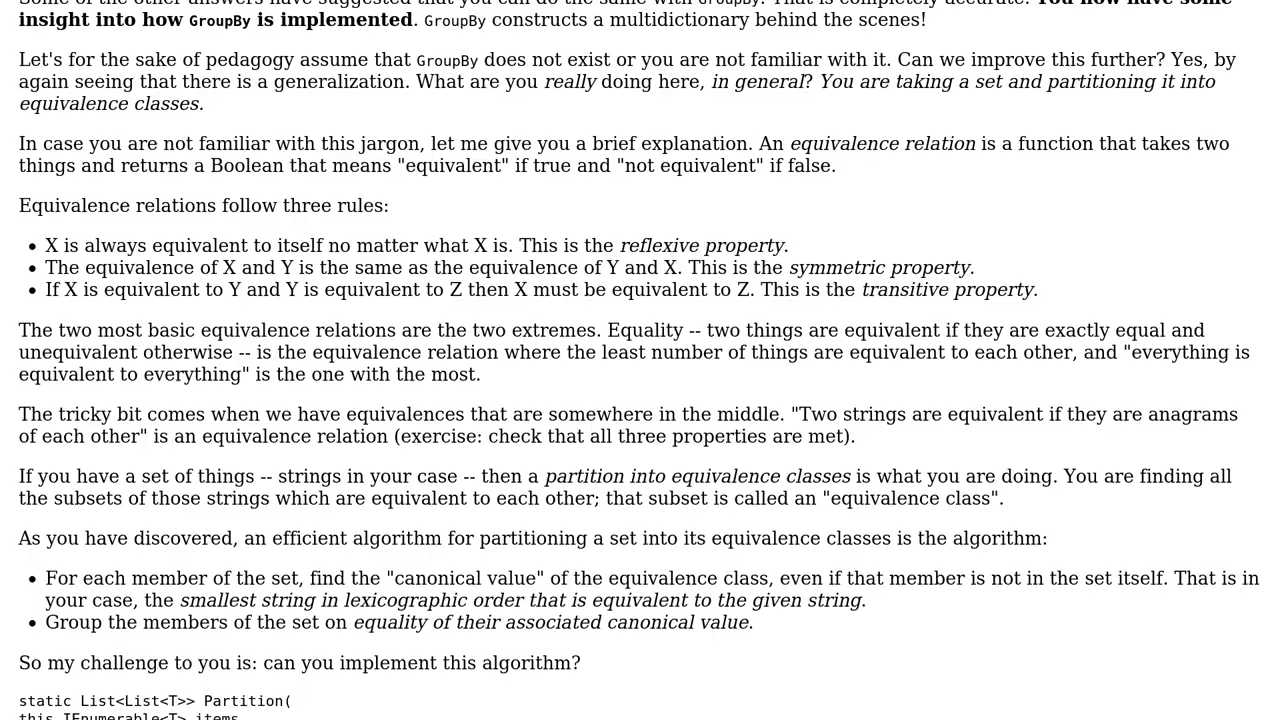 Some of the other answers have suggested that you can do the same with GroupBy. That is completely accurate. You now have some
insight into how GroupBy is implemented. GroupBy constructs a multidictionary behind the scenes!
Let's for the sake of pedagogy assume that GroupBy does not exist or you are not familiar with it. Can we improve this further? Yes, by
again seeing that there is a generalization. What are you really doing here, in general? You are taking a set and partitioning it into
equivalence classes.
In case you are not familiar with this jargon, let me give you a brief explanation. An equivalence relation is a function that takes two
things and returns a Boolean that means "equivalent" if true and "not equivalent" if false.
Equivalence relations follow three rules:
• X is always equivalent to itself no matter what X is. This is the reflexive property.
• The equivalence of X and Y is the same as the equivalence of Y and X. This is the symmetric property.
• If X is equivalent to Y and Y is equivalent to Z then X must be equivalent to Z. This is the transitive property.
The two most basic equivalence relations are the two extremes. Equality -- two things are equivalent if they are exactly equal and
unequivalent otherwise -- is the equivalence relation where the least number of things are equivalent to each other, and "everything is
equivalent to everything" is the one with the most.
The tricky bit comes when we have equivalences that are somewhere in the middle. "Two strings are equivalent if they are anagrams
of each other" is an equivalence relation (exercise: check that all three properties are met).
If you have a set of things -- strings in your case -- then a partition into equivalence classes is what you are doing. You are finding all
the subsets of those strings which are equivalent to each other; that subset is called an "equivalence class".
As you have discovered, an efficient algorithm for partitioning a set into its equivalence classes is the algorithm:
• For each member of the set, find the "canonical value" of the equivalence class, even if that member is not in the set itself. That is in
your case, the smallest string in lexicographic order that is equivalent to the given string.
• Group the members of the set on equality of their associated canonical value.
So my challenge to you is: can you implement this algorithm?
static List<List<T>> Partition(
this IEnumerable<T> items